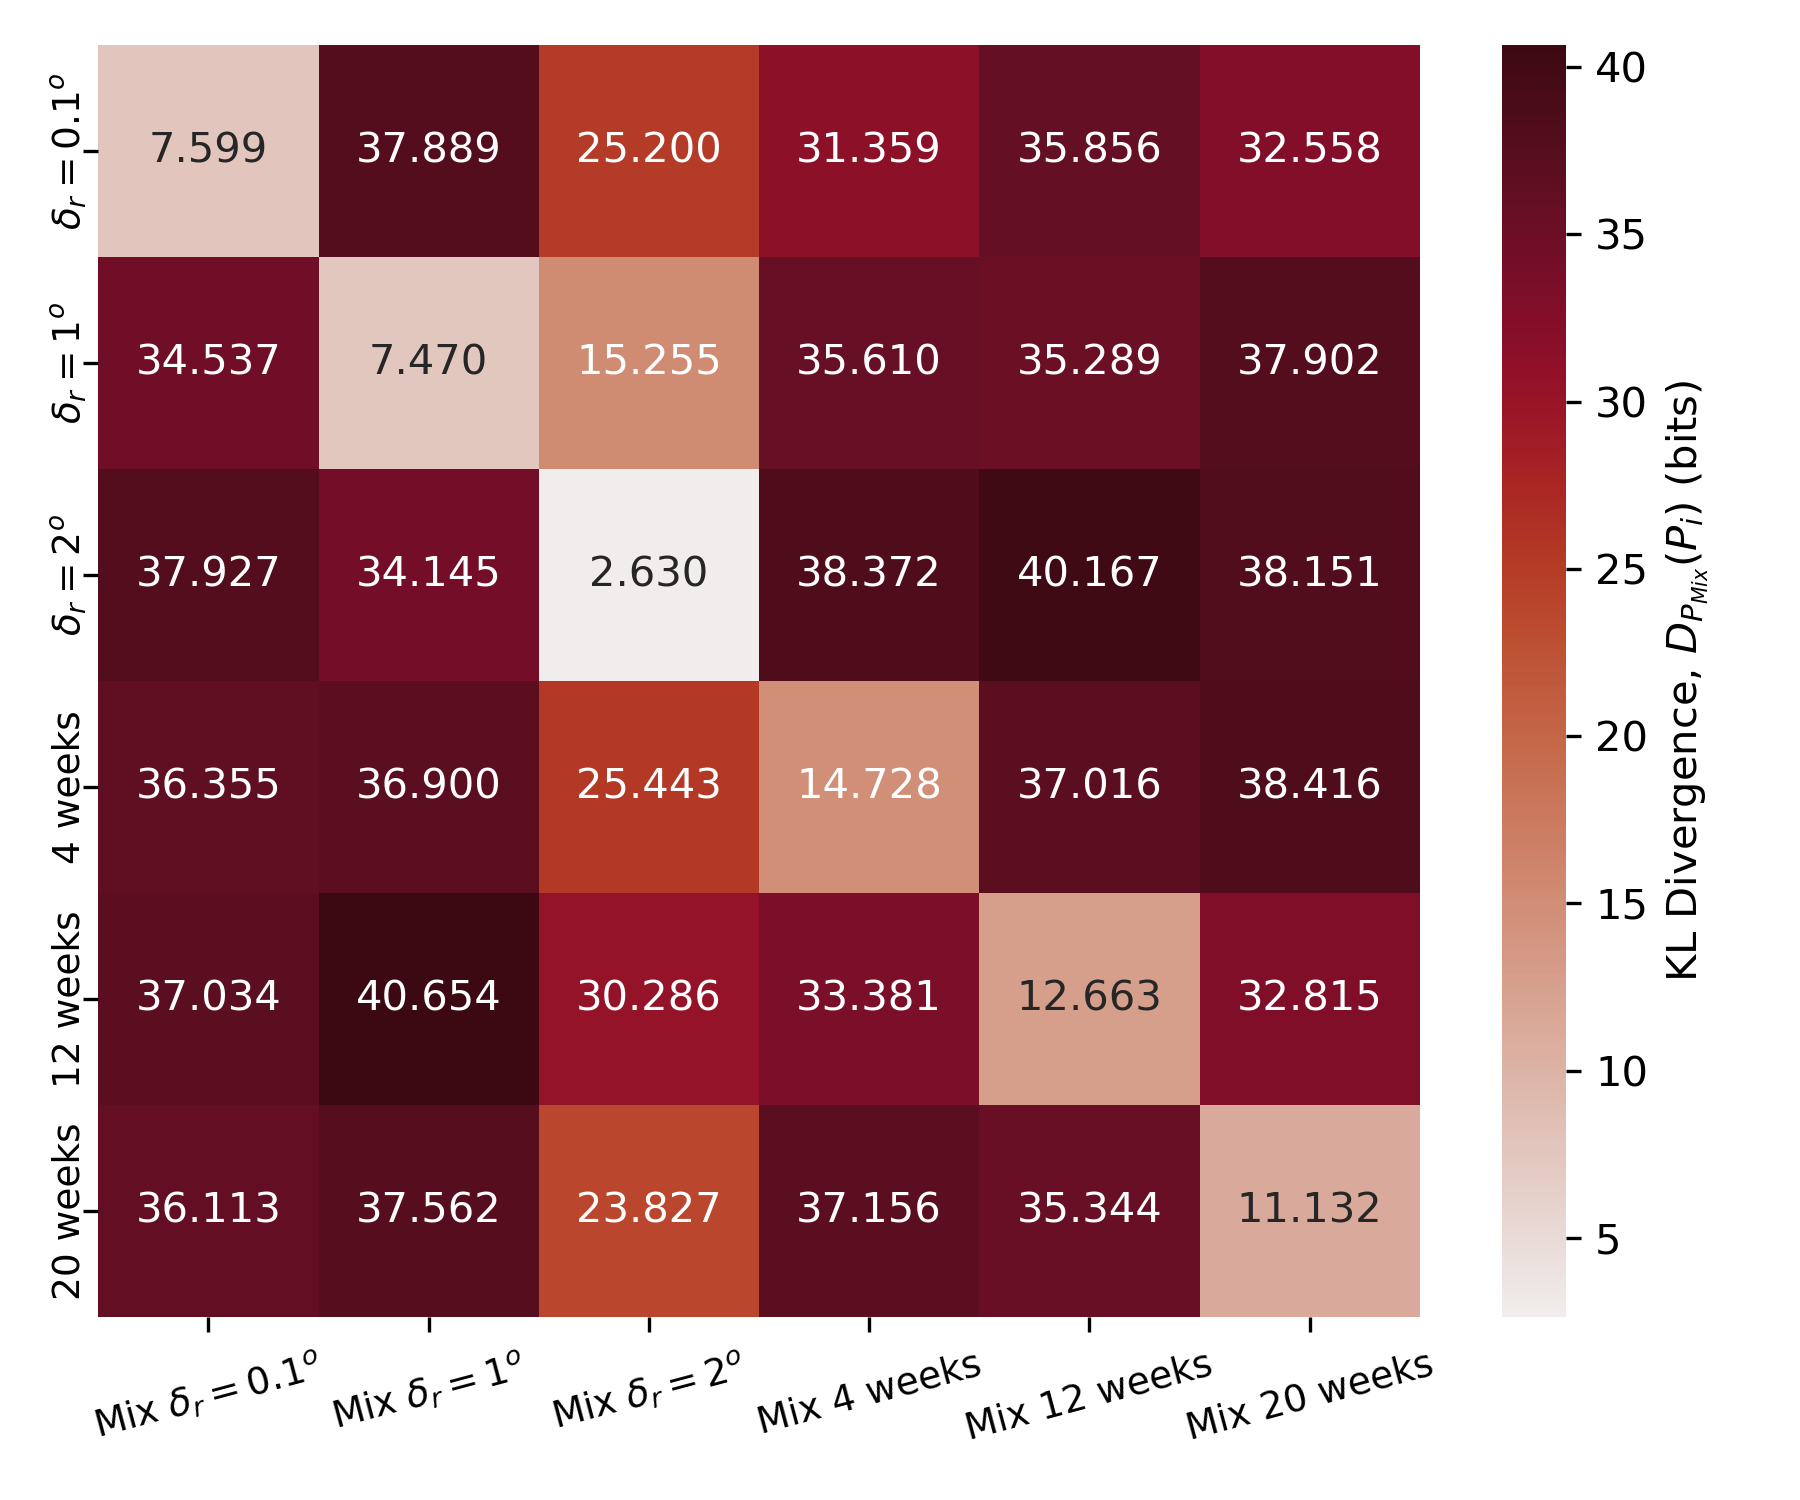 δr = 0.1° 7.599 37.889 25.200 31.359 35.856 32.558
δr = 1° 34.537 7.470 15.255 35.610 35.289 37.902
δr = 2° 37.927 34.145 2.630 38.372 40.167 38.151
4 weeks 36.355 36.900 25.443 14.728 37.016 38.416
12 weeks 37.034 40.654 30.286 33.381 12.663 32.815
20 weeks 36.113 37.562 23.827 37.156 35.344 11.132
Mix δr = 0.1° Mix δr = 1° Mix δr = 2° Mix 4 weeks Mix 12 weeks Mix 20 weeks
40
35
30
25
20
15
10
5
KL Divergence, D_{P_{Mix}}(P_i) (bits)